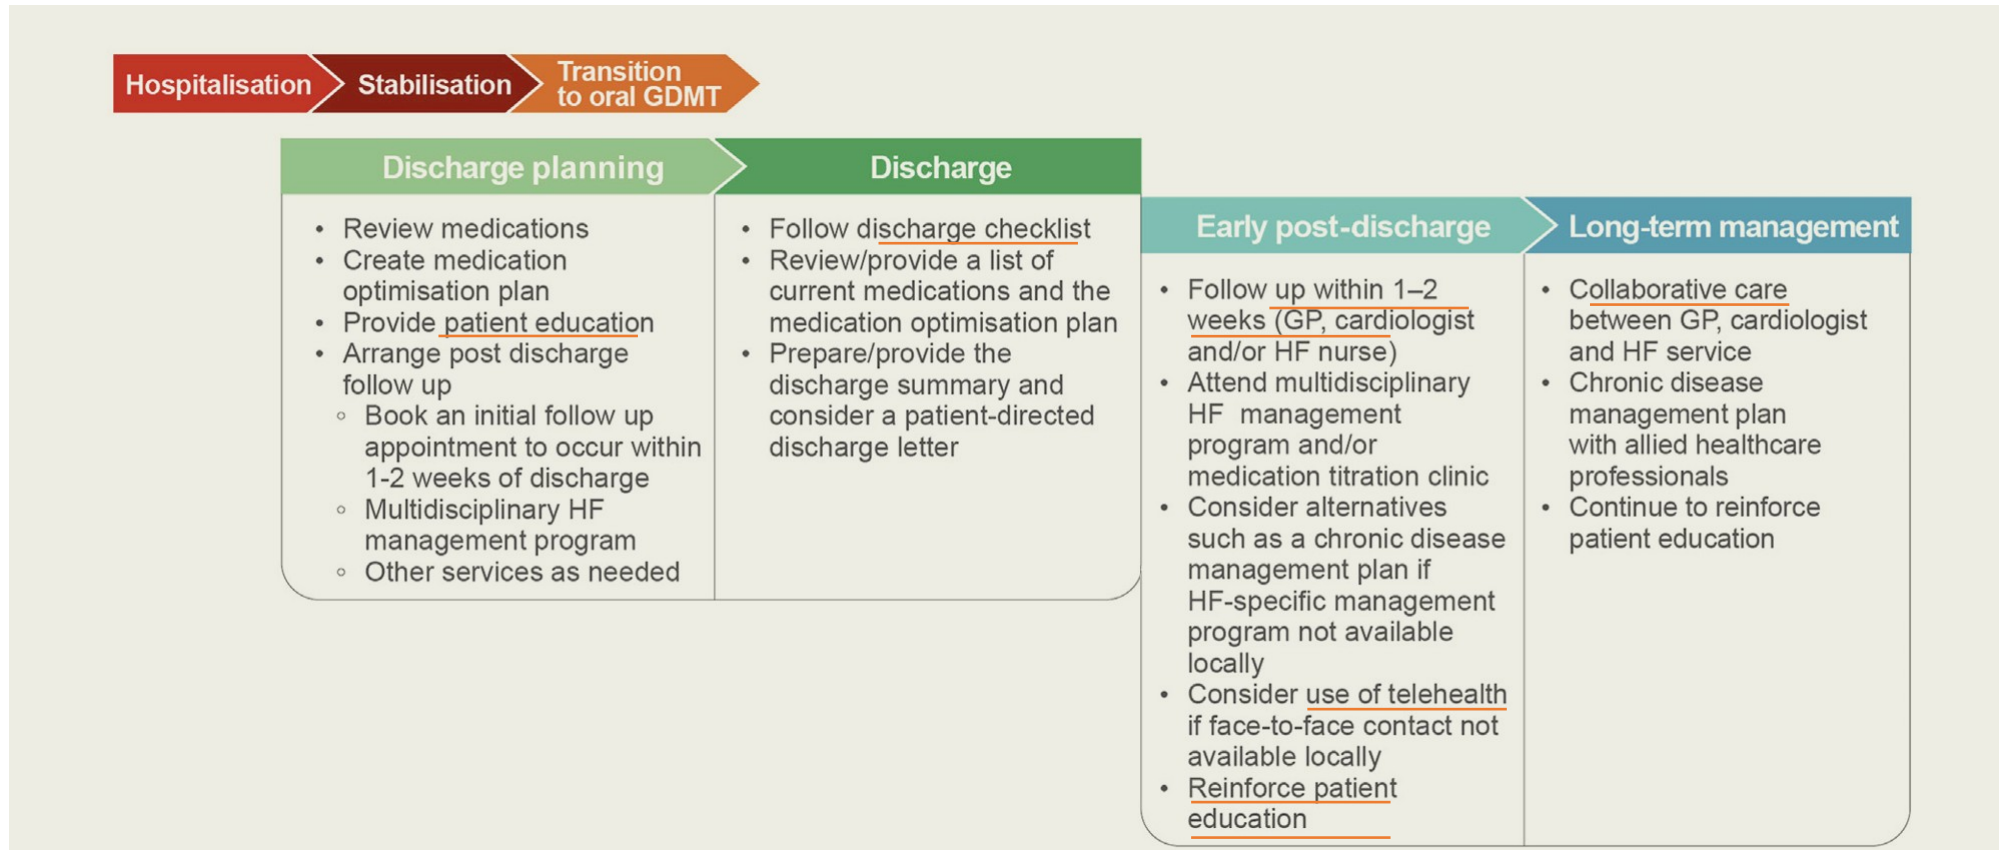 Hospitalisation
Stabilisation
Transition
to oral GDMT
Discharge planning
• Review medications
• Create medication
optimisation plan
• Provide patient education
• Arrange post discharge
follow up
◦ Book an initial follow up
appointment to occur within
1-2 weeks of discharge
◦ Multidisciplinary HF
management program
◦ Other services as needed
Discharge
• Follow discharge checklist
• Review/provide a list of
current medications and the
medication optimisation plan
• Prepare/provide the
discharge summary and
consider a patient-directed
discharge letter
Early post-discharge
• Follow up within 1–2
weeks (GP, cardiologist
and/or HF nurse)
• Attend multidisciplinary
HF management
program and/or
medication titration clinic
• Consider alternatives
such as a chronic disease
management plan if
HF-specific management
program not available
locally
• Consider use of telehealth
if face-to-face contact not
available locally
• Reinforce patient
education
Long-term management
• Collaborative care
between GP, cardiologist
and HF service
• Chronic disease
management plan
with allied healthcare
professionals
• Continue to reinforce
patient education